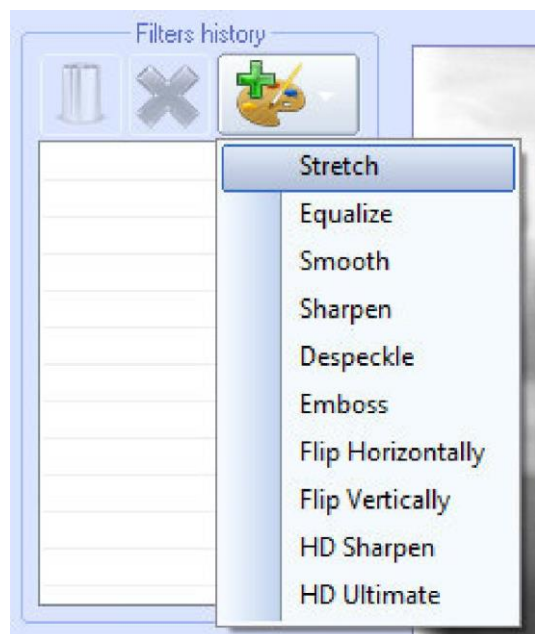 Filters history
Stretch
Equalize
Smooth
Sharpen
Despeckle
Emboss
Flip Horizontally
Flip Vertically
HD Sharpen
HD Ultimate